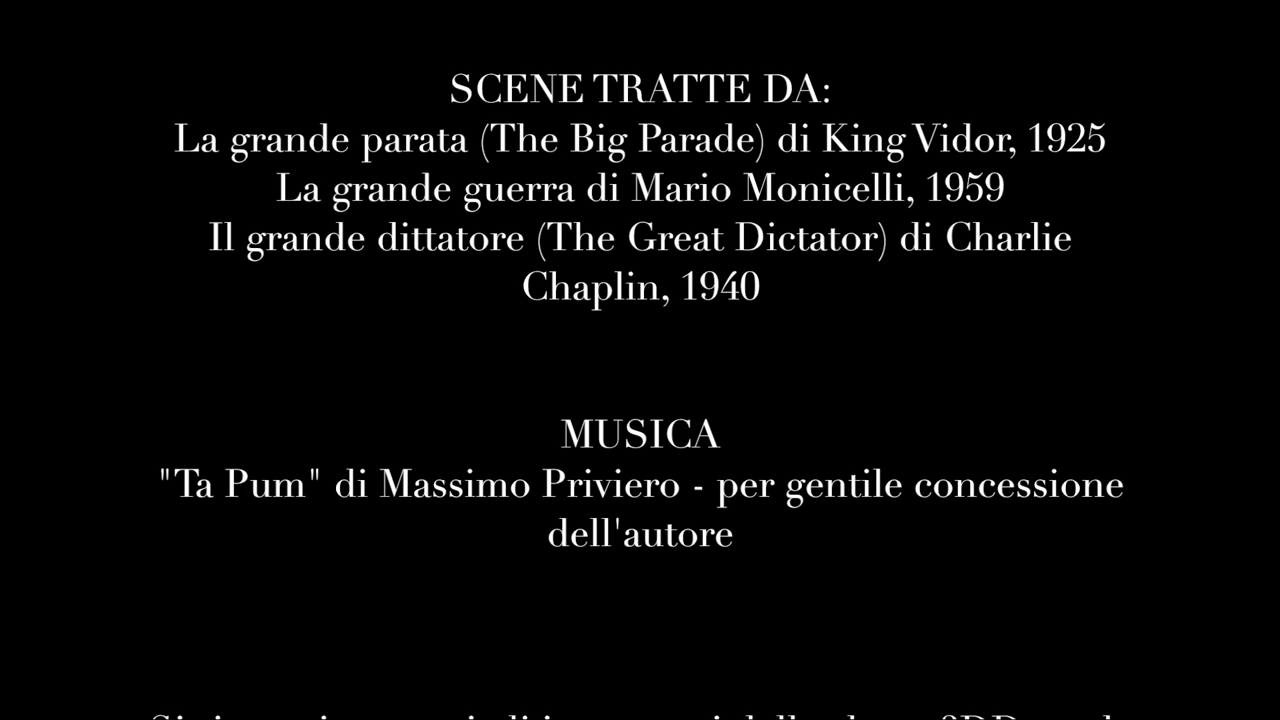 SCENE TRATTE DA:
La grande parata (The Big Parade) di King Vidor, 1925
La grande guerra di Mario Monicelli, 1959
Il grande dittatore (The Great Dictator) di Charlie
Chaplin, 1940
MUSICA
"Ta Pum" di Massimo Priviero - per gentile concessione
dell'autore